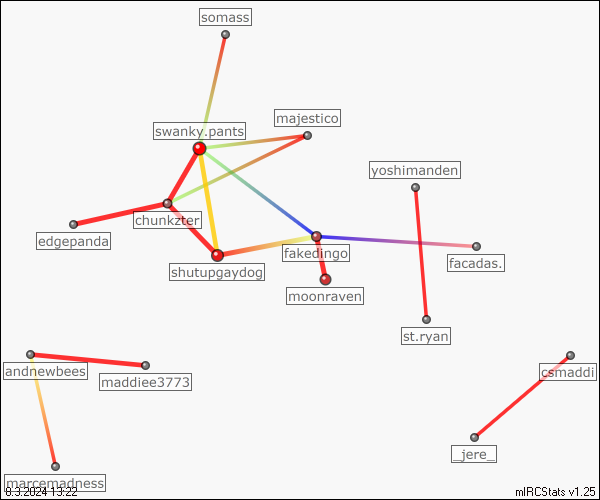 somass
majestico
swanky.pants
yoshimanden
chunkzter
edgepanda
fakedingo
facadas.
shutupgaydog
moonraven
st.ryan
andnewbees
csmaddi
maddiee3773
_jere_
marcemadness
8.3.2024 13:22
mIRCStats v1.25